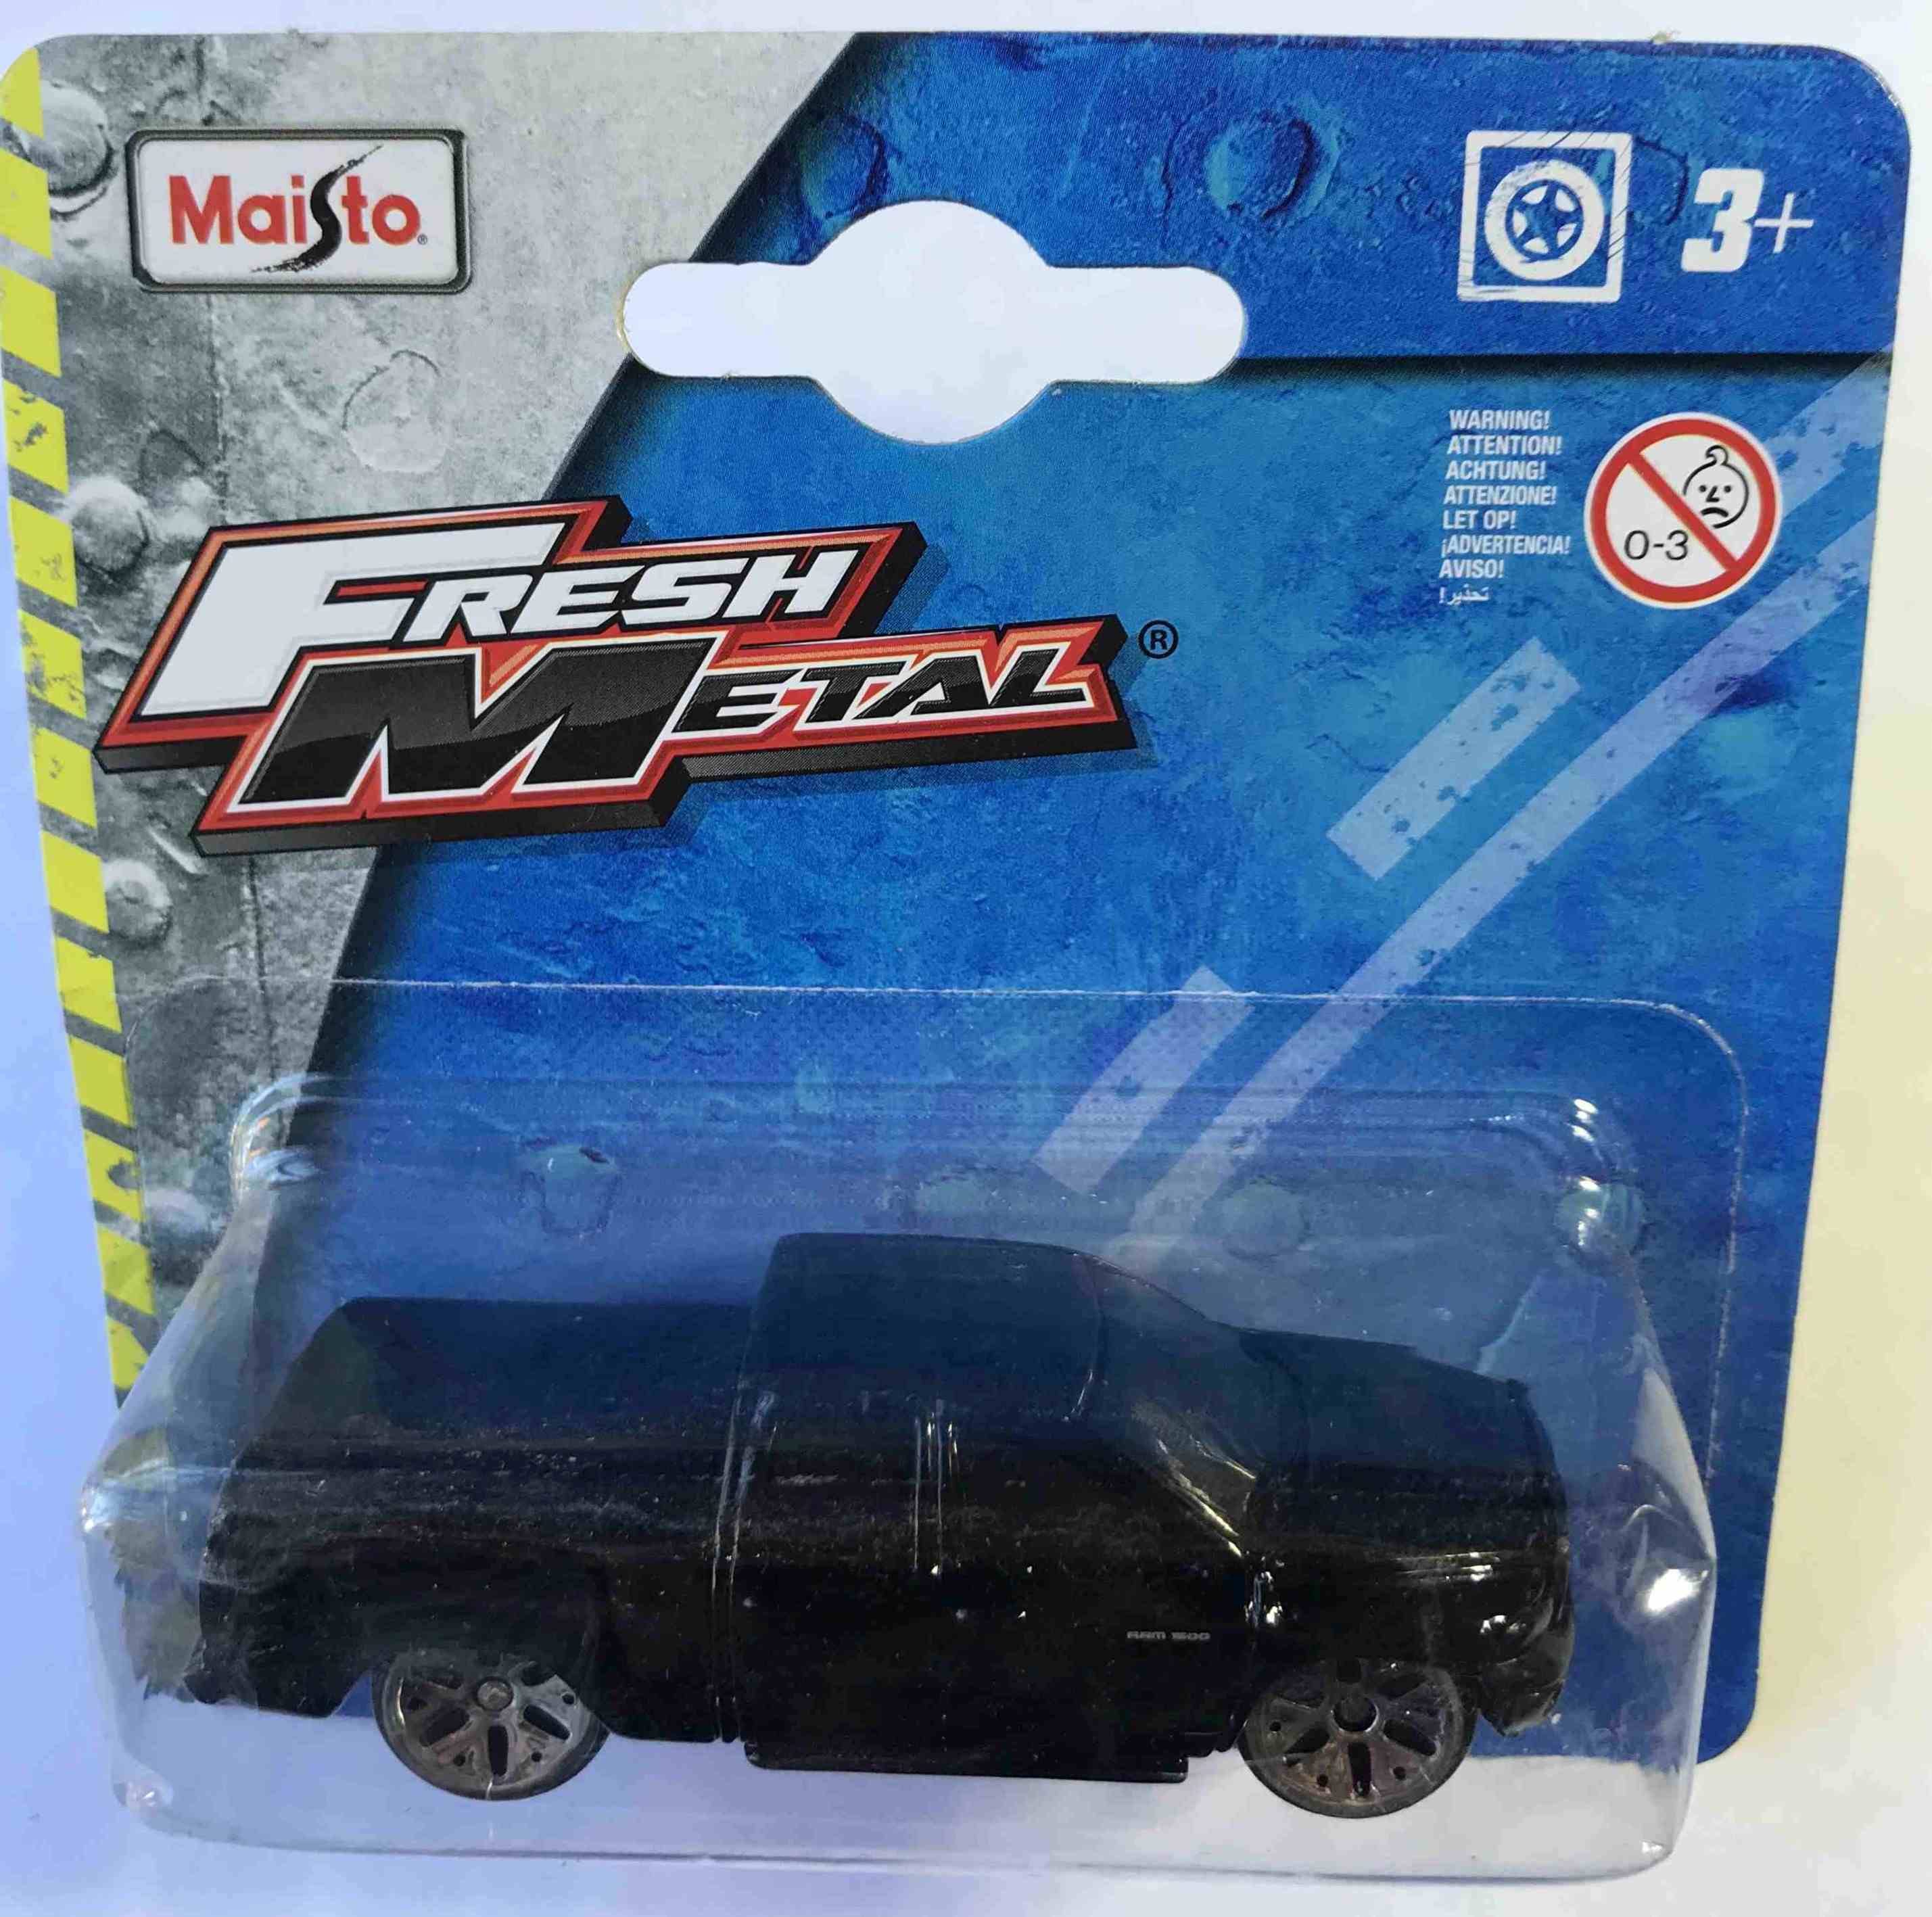 Maisto®
3+
WARNING!
ATTENTION!
ACHTUNG!
ATTENZIONE!
LET OP!
¡ADVERTENCIA!
AVISO!
تحذير!
0-3
FRESH
METAL®
RAM 1500